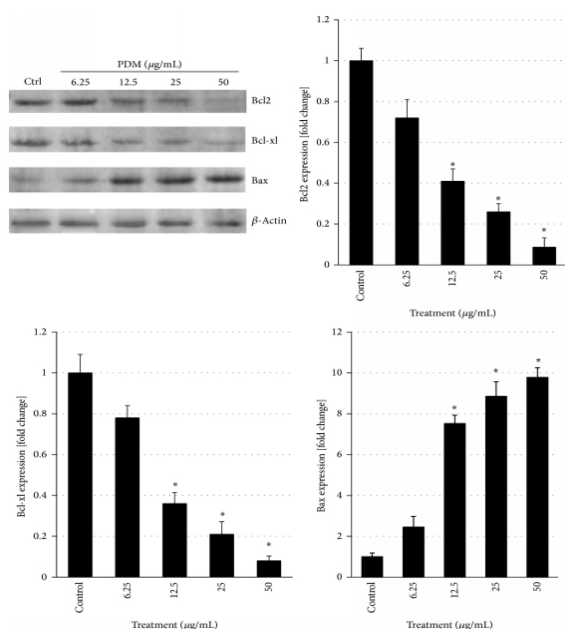 PDM (μg/mL)
Ctrl 6.25 12.5 25 50
Bcl2
Bcl-xl
Bax
β-Actin
Bcl2 expression [fold change]
1.2
1
0.8
0.6
0.4
0.2
0
*
*
*
Control 6.25 12.5 25 50
Treatment (μg/mL)
Bcl-xl expression [fold change]
1.2
1
0.8
0.4
0.2
0
*
*
*
Control 6.25 12.5 25 50
Treatment (μg/mL)
Bax expression [fold change]
12
10
8
6
4
2
0
*
*
*
Control 6.25 12.5 25 50
Treatment (μg/mL)